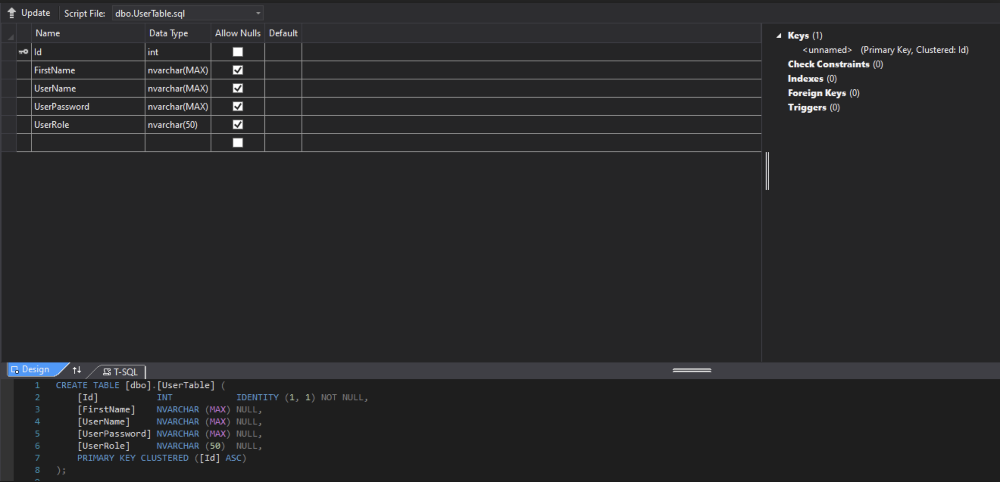 Update Script File: dbo.UserTable.sql
Name Data Type Allow Nulls Default
Id int
FirstName nvarchar(MAX)
UserName nvarchar(MAX)
UserPassword nvarchar(MAX)
UserRole nvarchar(50)
Keys (1)
<unnamed> (Primary Key, Clustered: Id)
Check Constraints (0)
Indexes (0)
Foreign Keys (0)
Triggers (0)
Design T-SQL
1 CREATE TABLE [dbo].[UserTable] (
2 [Id] INT IDENTITY (1, 1) NOT NULL,
3 [FirstName] NVARCHAR (MAX) NULL,
4 [UserName] NVARCHAR (MAX) NULL,
5 [UserPassword] NVARCHAR (MAX) NULL,
6 [UserRole] NVARCHAR (50) NULL,
7 PRIMARY KEY CLUSTERED ([Id] ASC)
8 );